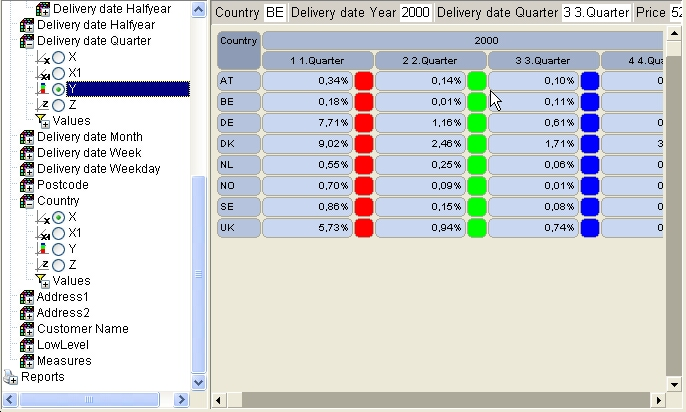 Delivery date Halfyear
Delivery date Halfyear
Delivery date Quarter
X
X1
Y
Z
Values
Delivery date Month
Delivery date Week
Delivery date Weekday
Postcode
Country
X
X1
Y
Z
Values
Address1
Address2
Customer Name
LowLevel
Measures
Reports
Country BE Delivery date Year 2000 Delivery date Quarter 3 3.Quarter Price 52
Country 2000
1 1.Quarter 2 2.Quarter 3 3.Quarter 4 4.Qua
AT 0,34% 0,14% 0,10% 0
BE 0,18% 0,01% 0,11%
DE 7,71% 1,16% 0,61% 0
DK 9,02% 2,46% 1,71% 3
NL 0,55% 0,25% 0,06% 0
NO 0,70% 0,09% 0,01% 0
SE 0,86% 0,15% 0,08% 0
UK 5,73% 0,94% 0,74% 0